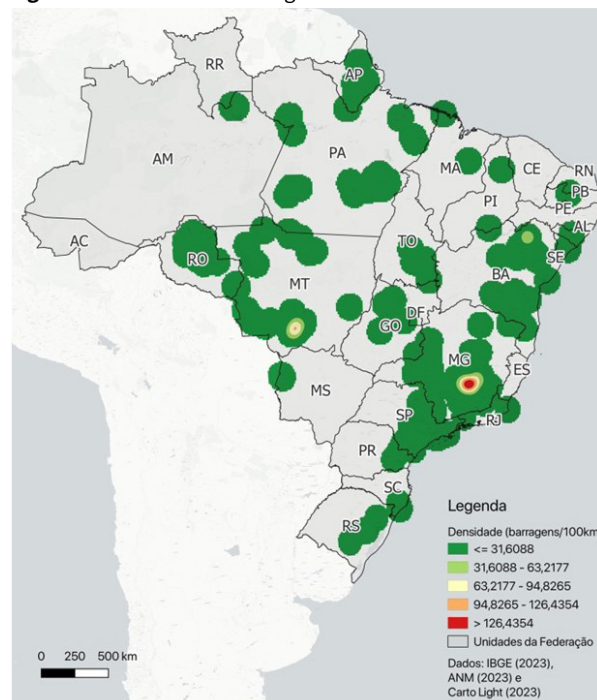 RR
AP
AM
PA
MA
CE
RN
PB
PI
PE
AL
AC
RO
TO
SE
BA
MT
DF
GO
MG
ES
MS
SP
RJ
PR
SC
RS
Legenda
Densidade (barragens/100km
<= 31,6088
31,6088 - 63,2177
63,2177 - 94,8265
94,8265 - 126,4354
> 126,4354
Unidades da Federação
0 250 500 km
Dados: IBGE (2023),
ANM (2023) e
Carto Light (2023)